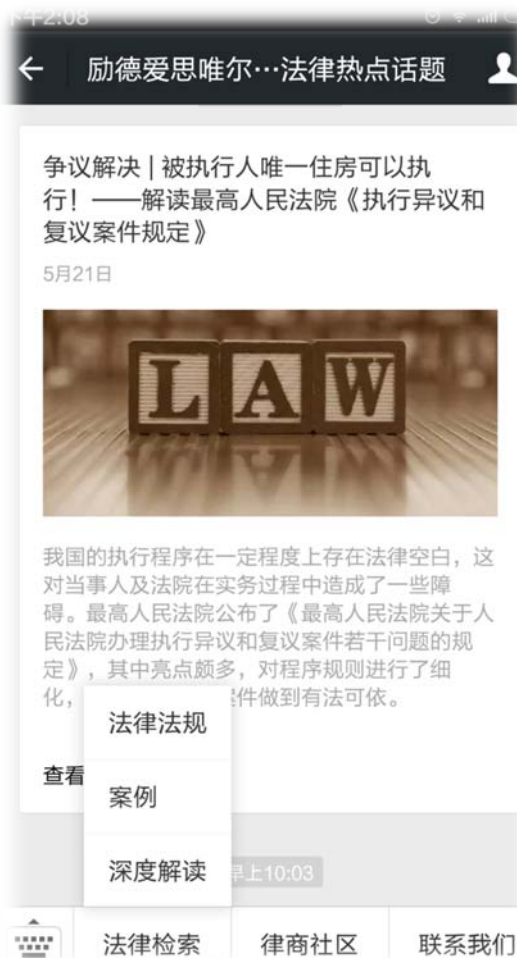 下午2:08
励德爱思唯尔…法律热点话题
争议解决 | 被执行人唯一住房可以执
行！——解读最高人民法院《执行异议和
复议案件规定》
5月21日
LAW
我国的执行程序在一定程度上存在法律空白，这
对当事人及法院在实务过程中造成了一些障
碍。最高人民法院公布了《最高人民法院关于人
民法院办理执行异议和复议案件若干问题的规
定》，其中亮点颇多，对程序规则进行了细
化，
件做到有法可依。
法律法规
查看
案例
深度解读
早上10:03
法律检索
律商社区
联系我们